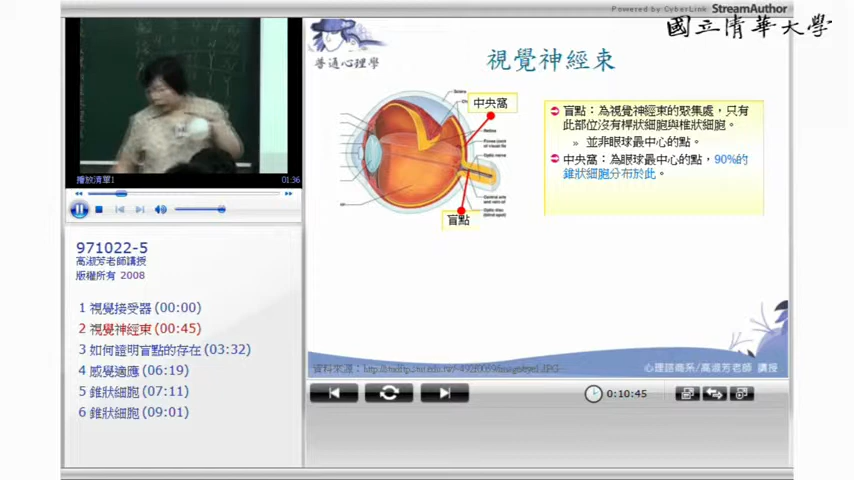 Powered by CyberLink StreamAuthor
國立清華大學
普通心理學
視覺神經束
中央窩
盲點
盲點：為視覺神經束的聚集處，只有
此部位沒有桿狀細胞與椎狀細胞。
» 並非眼球最中心的點。
中央窩：為眼球最中心的點，90%的
錐狀細胞分布於此。
Retina
Optic nerve
播放清單1
01:36
971022-5
高淑芳老師講授
版權所有 2008
1 視覺接受器 (00:00)
2 視覺神經束 (00:45)
3 如何證明盲點的存在 (03:32)
4 感覺適應 (06:19)
5 錐狀細胞 (07:11)
6 錐狀細胞 (09:01)
資料來源：
心理諮商系/高淑芳老師 講授
0:10:45